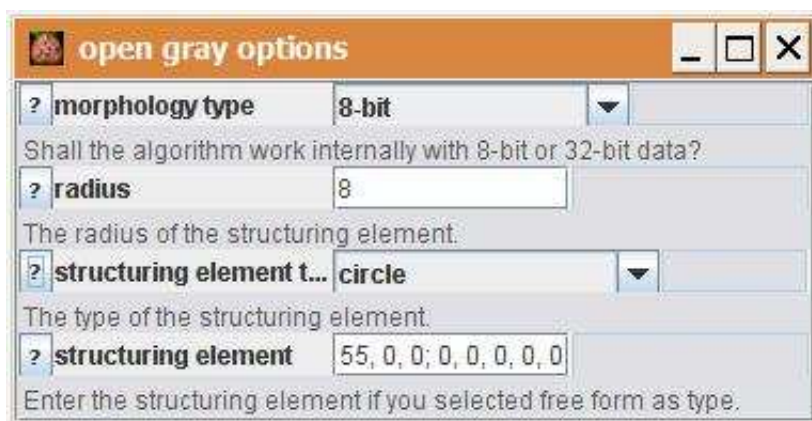 open gray options
? morphology type 8-bit
Shall the algorithm work internally with 8-bit or 32-bit data?
? radius 8
The radius of the structuring element.
? structuring element t... circle
The type of the structuring element.
? structuring element 55, 0, 0; 0, 0, 0, 0, 0
Enter the structuring element if you selected free form as type.